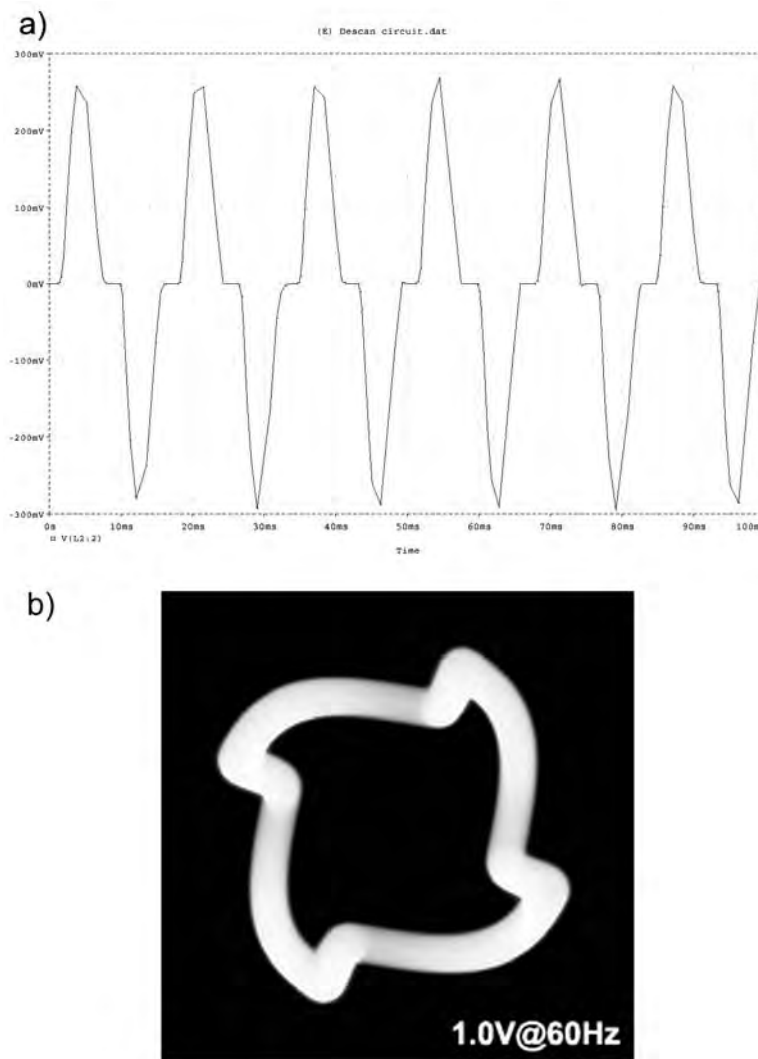 a)
(E) Descan circuit.dat
300mV
200mV
100mV
0mV
-100mV
-200mV
-300mV
0s 10ms 20ms 30ms 40ms 50ms 60ms 70ms 80ms 90ms 100ms
V(L2:2)
Time
b)
1.0V@60Hz